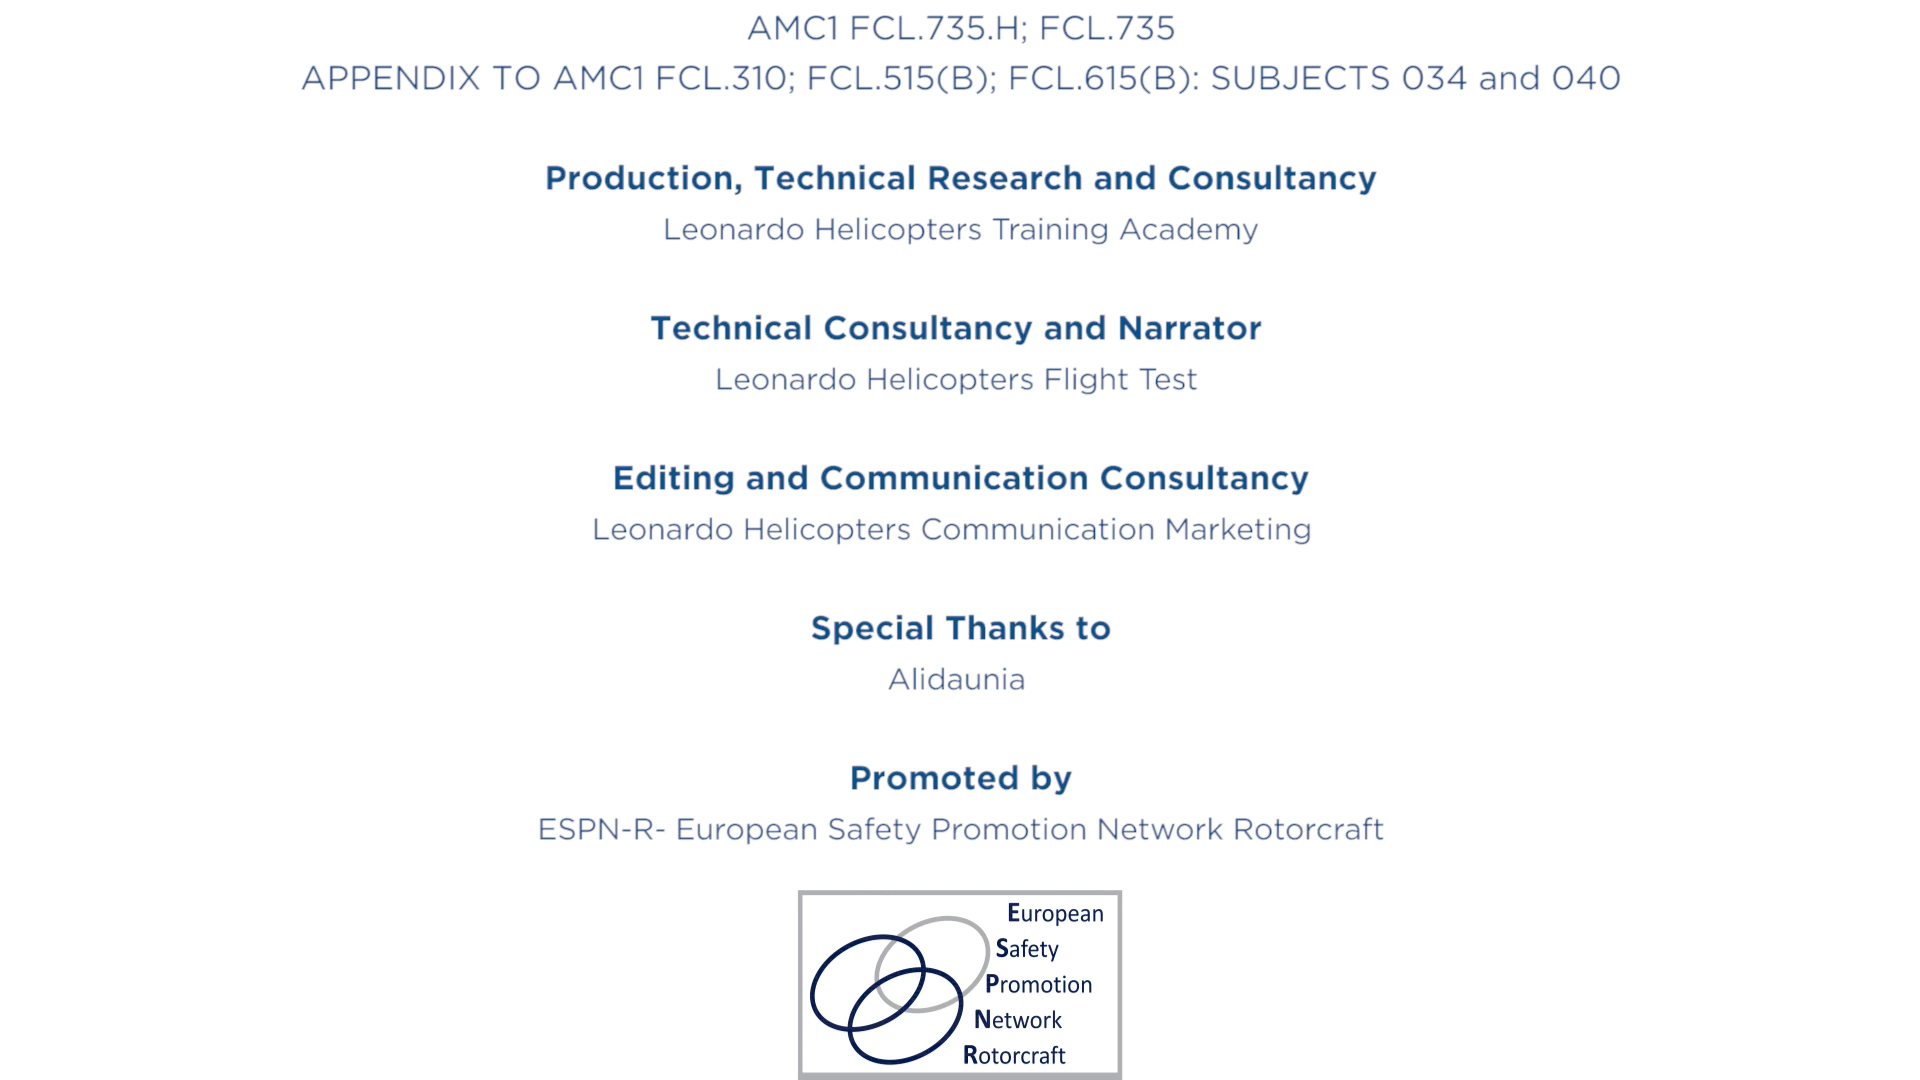 AMC1 FCL.735.H; FCL.735
APPENDIX TO AMC1 FCL.310; FCL.515(B); FCL.615(B): SUBJECTS 034 and 040
Production, Technical Research and Consultancy
Leonardo Helicopters Training Academy
Technical Consultancy and Narrator
Leonardo Helicopters Flight Test
Editing and Communication Consultancy
Leonardo Helicopters Communication Marketing
Special Thanks to
Alidaunia
Promoted by
ESPN-R- European Safety Promotion Network Rotorcraft
European
Safety
Promotion
Network
Rotorcraft